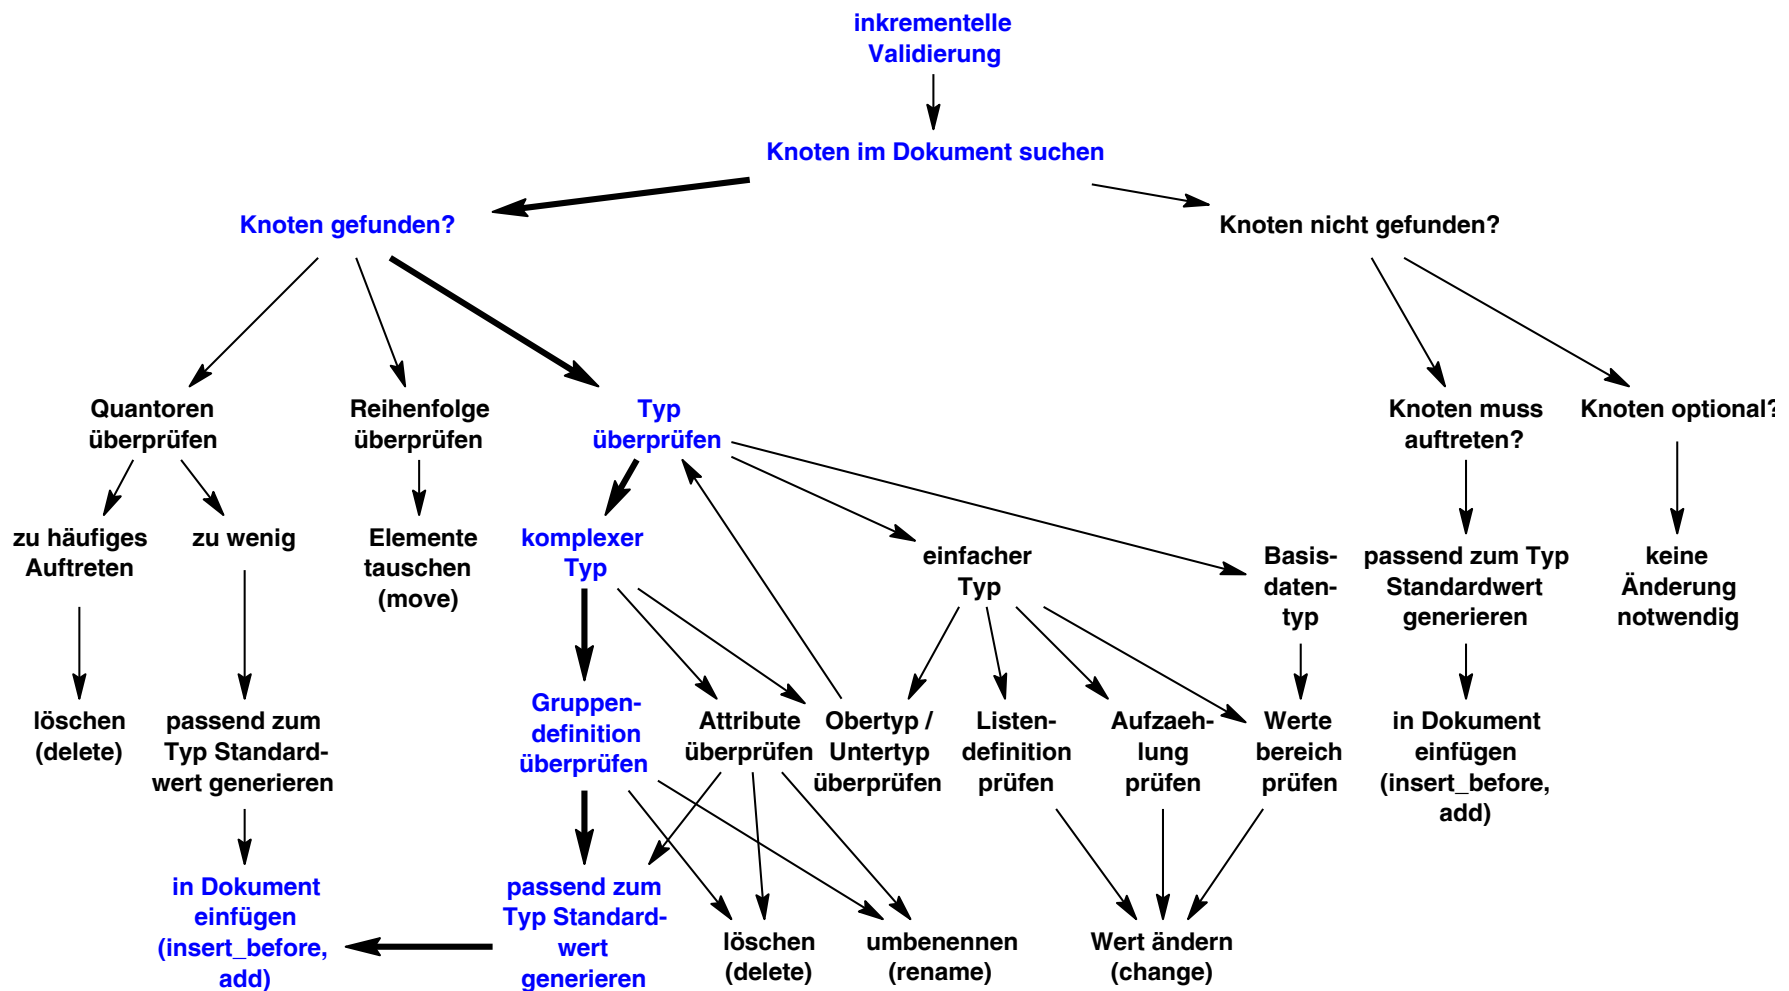 inkrementelle
Validierung
Knoten im Dokument suchen
Knoten gefunden?
Knoten nicht gefunden?
Quantoren
überprüfen
Reihenfolge
überprüfen
Typ
überprüfen
Knoten muss
auftreten?
Knoten optional?
zu häufiges
Auftreten
zu wenig
Elemente
tauschen
(move)
komplexer
Typ
einfacher
Typ
Basis-
daten-
typ
passend zum Typ
Standardwert
generieren
keine
Änderung
notwendig
löschen
(delete)
passend zum
Typ Standard-
wert generieren
Gruppen-
definition
überprüfen
Attribute
überprüfen
Obertyp /
Untertyp
überprüfen
Listen-
definition
prüfen
Aufzaeh-
lung
prüfen
Werte
bereich
prüfen
in Dokument
einfügen
(insert_before,
add)
in Dokument
einfügen
(insert_before,
add)
passend zum
Typ Standard-
wert
generieren
löschen
(delete)
umbenennen
(rename)
Wert ändern
(change)